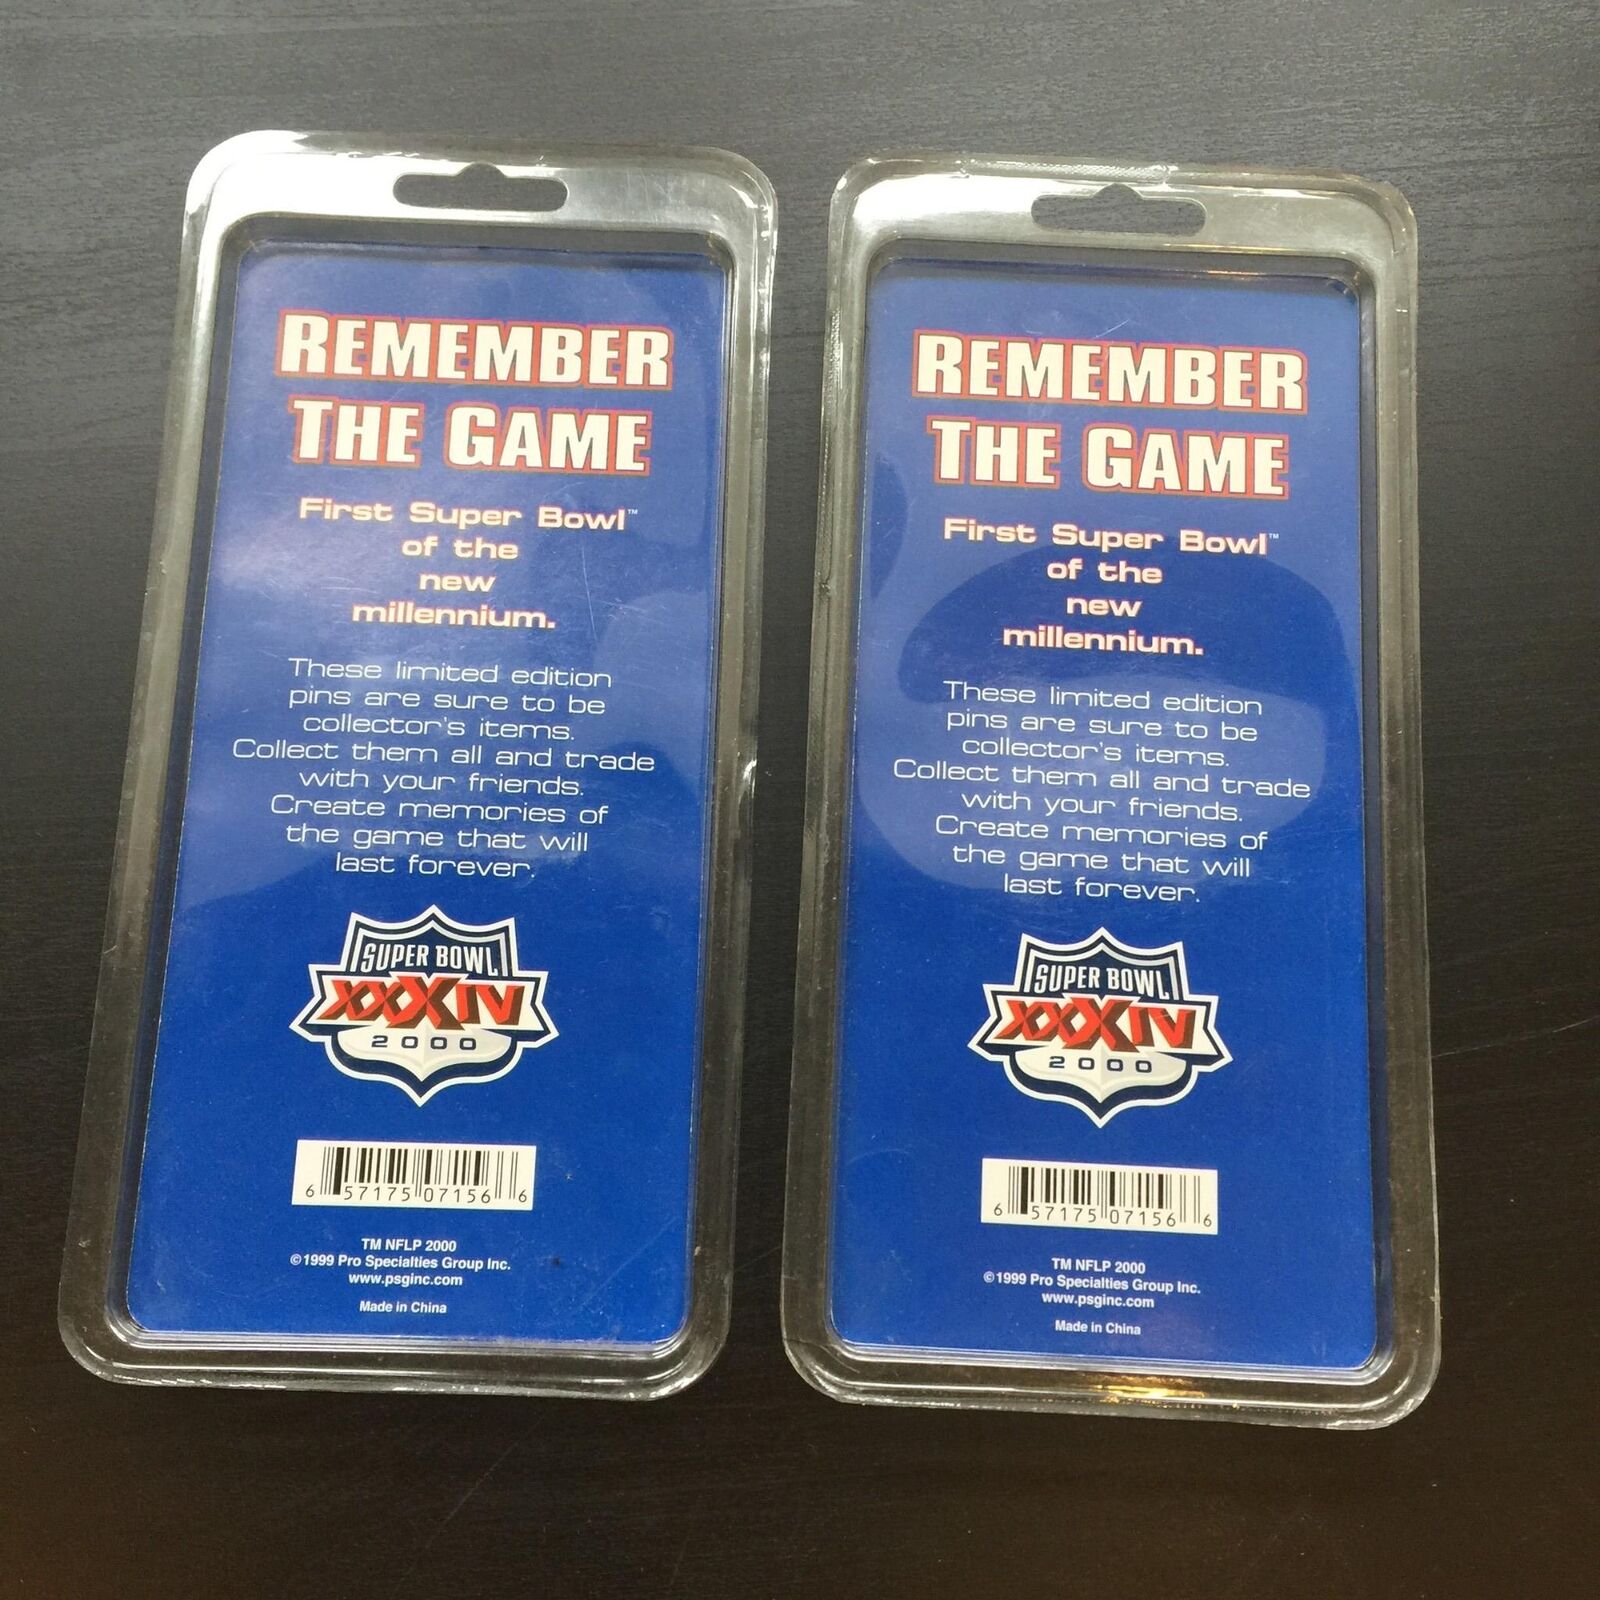 REMEMBER
THE GAME
First Super Bowl™
of the
new
millennium.
These limited edition
pins are sure to be
collector's items.
Collect them all and trade
with your friends.
Create memories of
the game that will
last forever.
SUPER BOWL
XXXIV
2000
6 57175 07156 6
TM NFLP 2000
©1999 Pro Specialties Group Inc.
www.psginc.com
Made in China
REMEMBER
THE GAME
First Super Bowl™
of the
new
millennium.
These limited edition
pins are sure to be
collector's items.
Collect them all and trade
with your friends.
Create memories of
the game that will
last forever.
SUPER BOWL
XXXIV
2000
6 57175 07156 6
TM NFLP 2000
©1999 Pro Specialties Group Inc.
www.psginc.com
Made in China